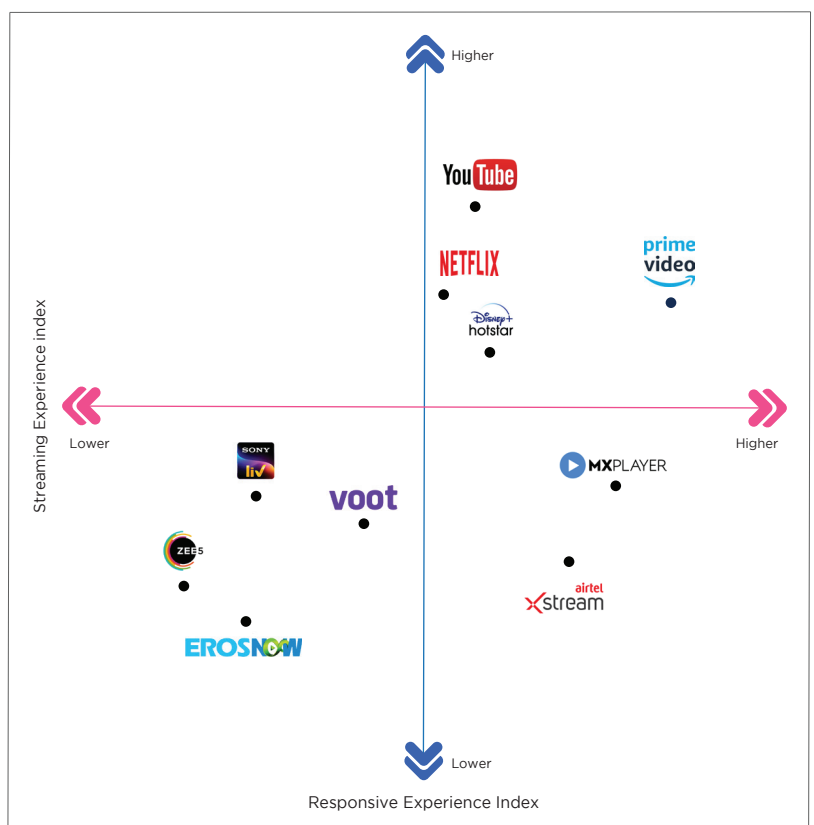 Higher
YouTube
prime
video
NETFLIX
Disney+
hotstar
Streaming Experience index
Lower
Higher
SONY
liv
MXPLAYER
voot
ZEE5
airtel
Xstream
EROSNOW
Lower
Responsive Experience Index